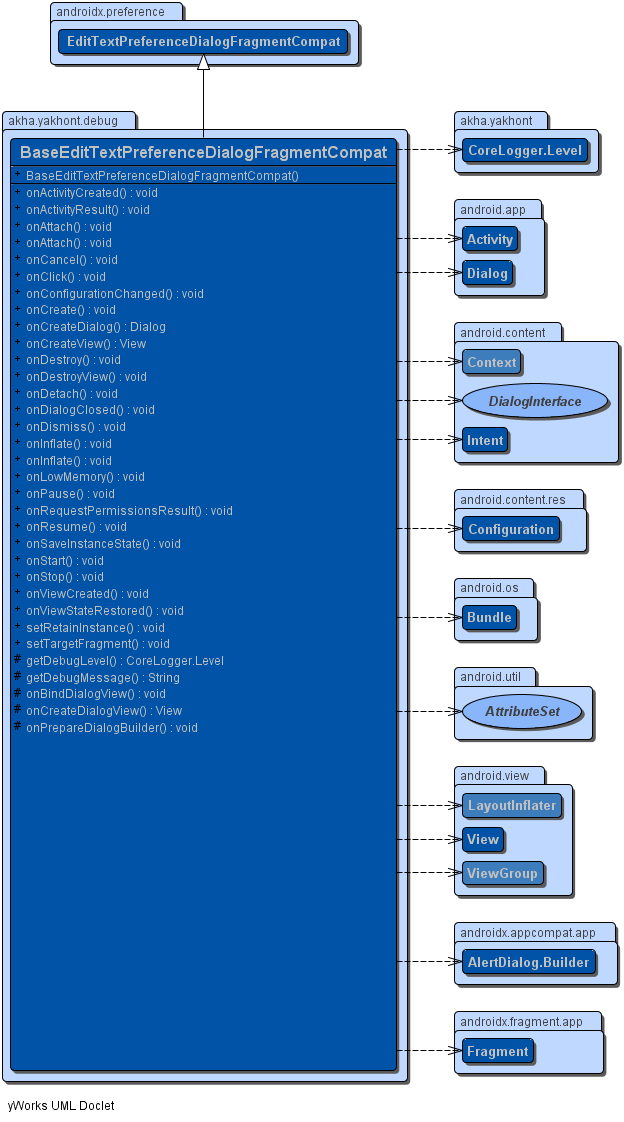 androidx.preference
EditTextPreferenceDialogFragmentCompat
akha.yakhont.debug
BaseEditTextPreferenceDialogFragmentCompat
+ BaseEditTextPreferenceDialogFragmentCompat()
+ onActivityCreated() : void
+ onActivityResult() : void
+ onAttach() : void
+ onAttach() : void
+ onCancel() : void
+ onClick() : void
+ onConfigurationChanged() : void
+ onCreate() : void
+ onCreateDialog() : Dialog
+ onCreateView() : View
+ onDestroy() : void
+ onDestroyView() : void
+ onDetach() : void
+ onDialogClosed() : void
+ onDismiss() : void
+ onInflate() : void
+ onInflate() : void
+ onLowMemory() : void
+ onPause() : void
+ onRequestPermissionsResult() : void
+ onResume() : void
+ onSaveInstanceState() : void
+ onStart() : void
+ onStop() : void
+ onViewCreated() : void
+ onViewStateRestored() : void
+ setRetainInstance() : void
+ setTargetFragment() : void
# getDebugLevel() : CoreLogger.Level
# getDebugMessage() : String
# onBindDialogView() : void
# onCreateDialogView() : View
# onPrepareDialogBuilder() : void
akha.yakhont
CoreLogger.Level
android.app
Activity
Dialog
android.content
Context
DialogInterface
Intent
android.content.res
Configuration
android.os
Bundle
android.util
AttributeSet
android.view
LayoutInflater
View
ViewGroup
androidx.appcompat.app
AlertDialog.Builder
androidx.fragment.app
Fragment
yWorks UML Doclet